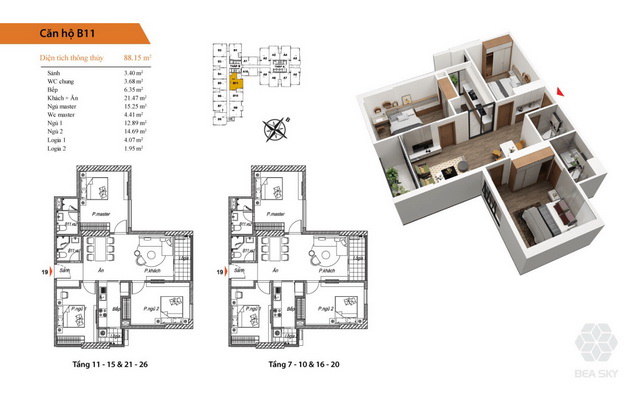 Căn hộ B11
Diện tích thông thủy 88.15 m²
Sảnh 3.40 m²
WC chung 3.68 m²
Bếp 6.35 m²
Khách + Ăn 21.47 m²
Ngủ master 15.25 m²
Wc master 4.41 m²
Ngủ 1 12.89 m²
Ngủ 2 14.69 m²
Logia 1 4.07 m²
Logia 2 1.95 m²
B
P.master P.master
Lôgia Lôgia
19 Sảnh Ăn P.khách 19 Sảnh Ăn P.khách
P.ngủ 1 Bếp P.ngủ 2 P.ngủ 1 Bếp P.ngủ 2
Tầng 11 - 15 & 21 - 26 Tầng 7 - 10 & 16 - 20
BEA SKY